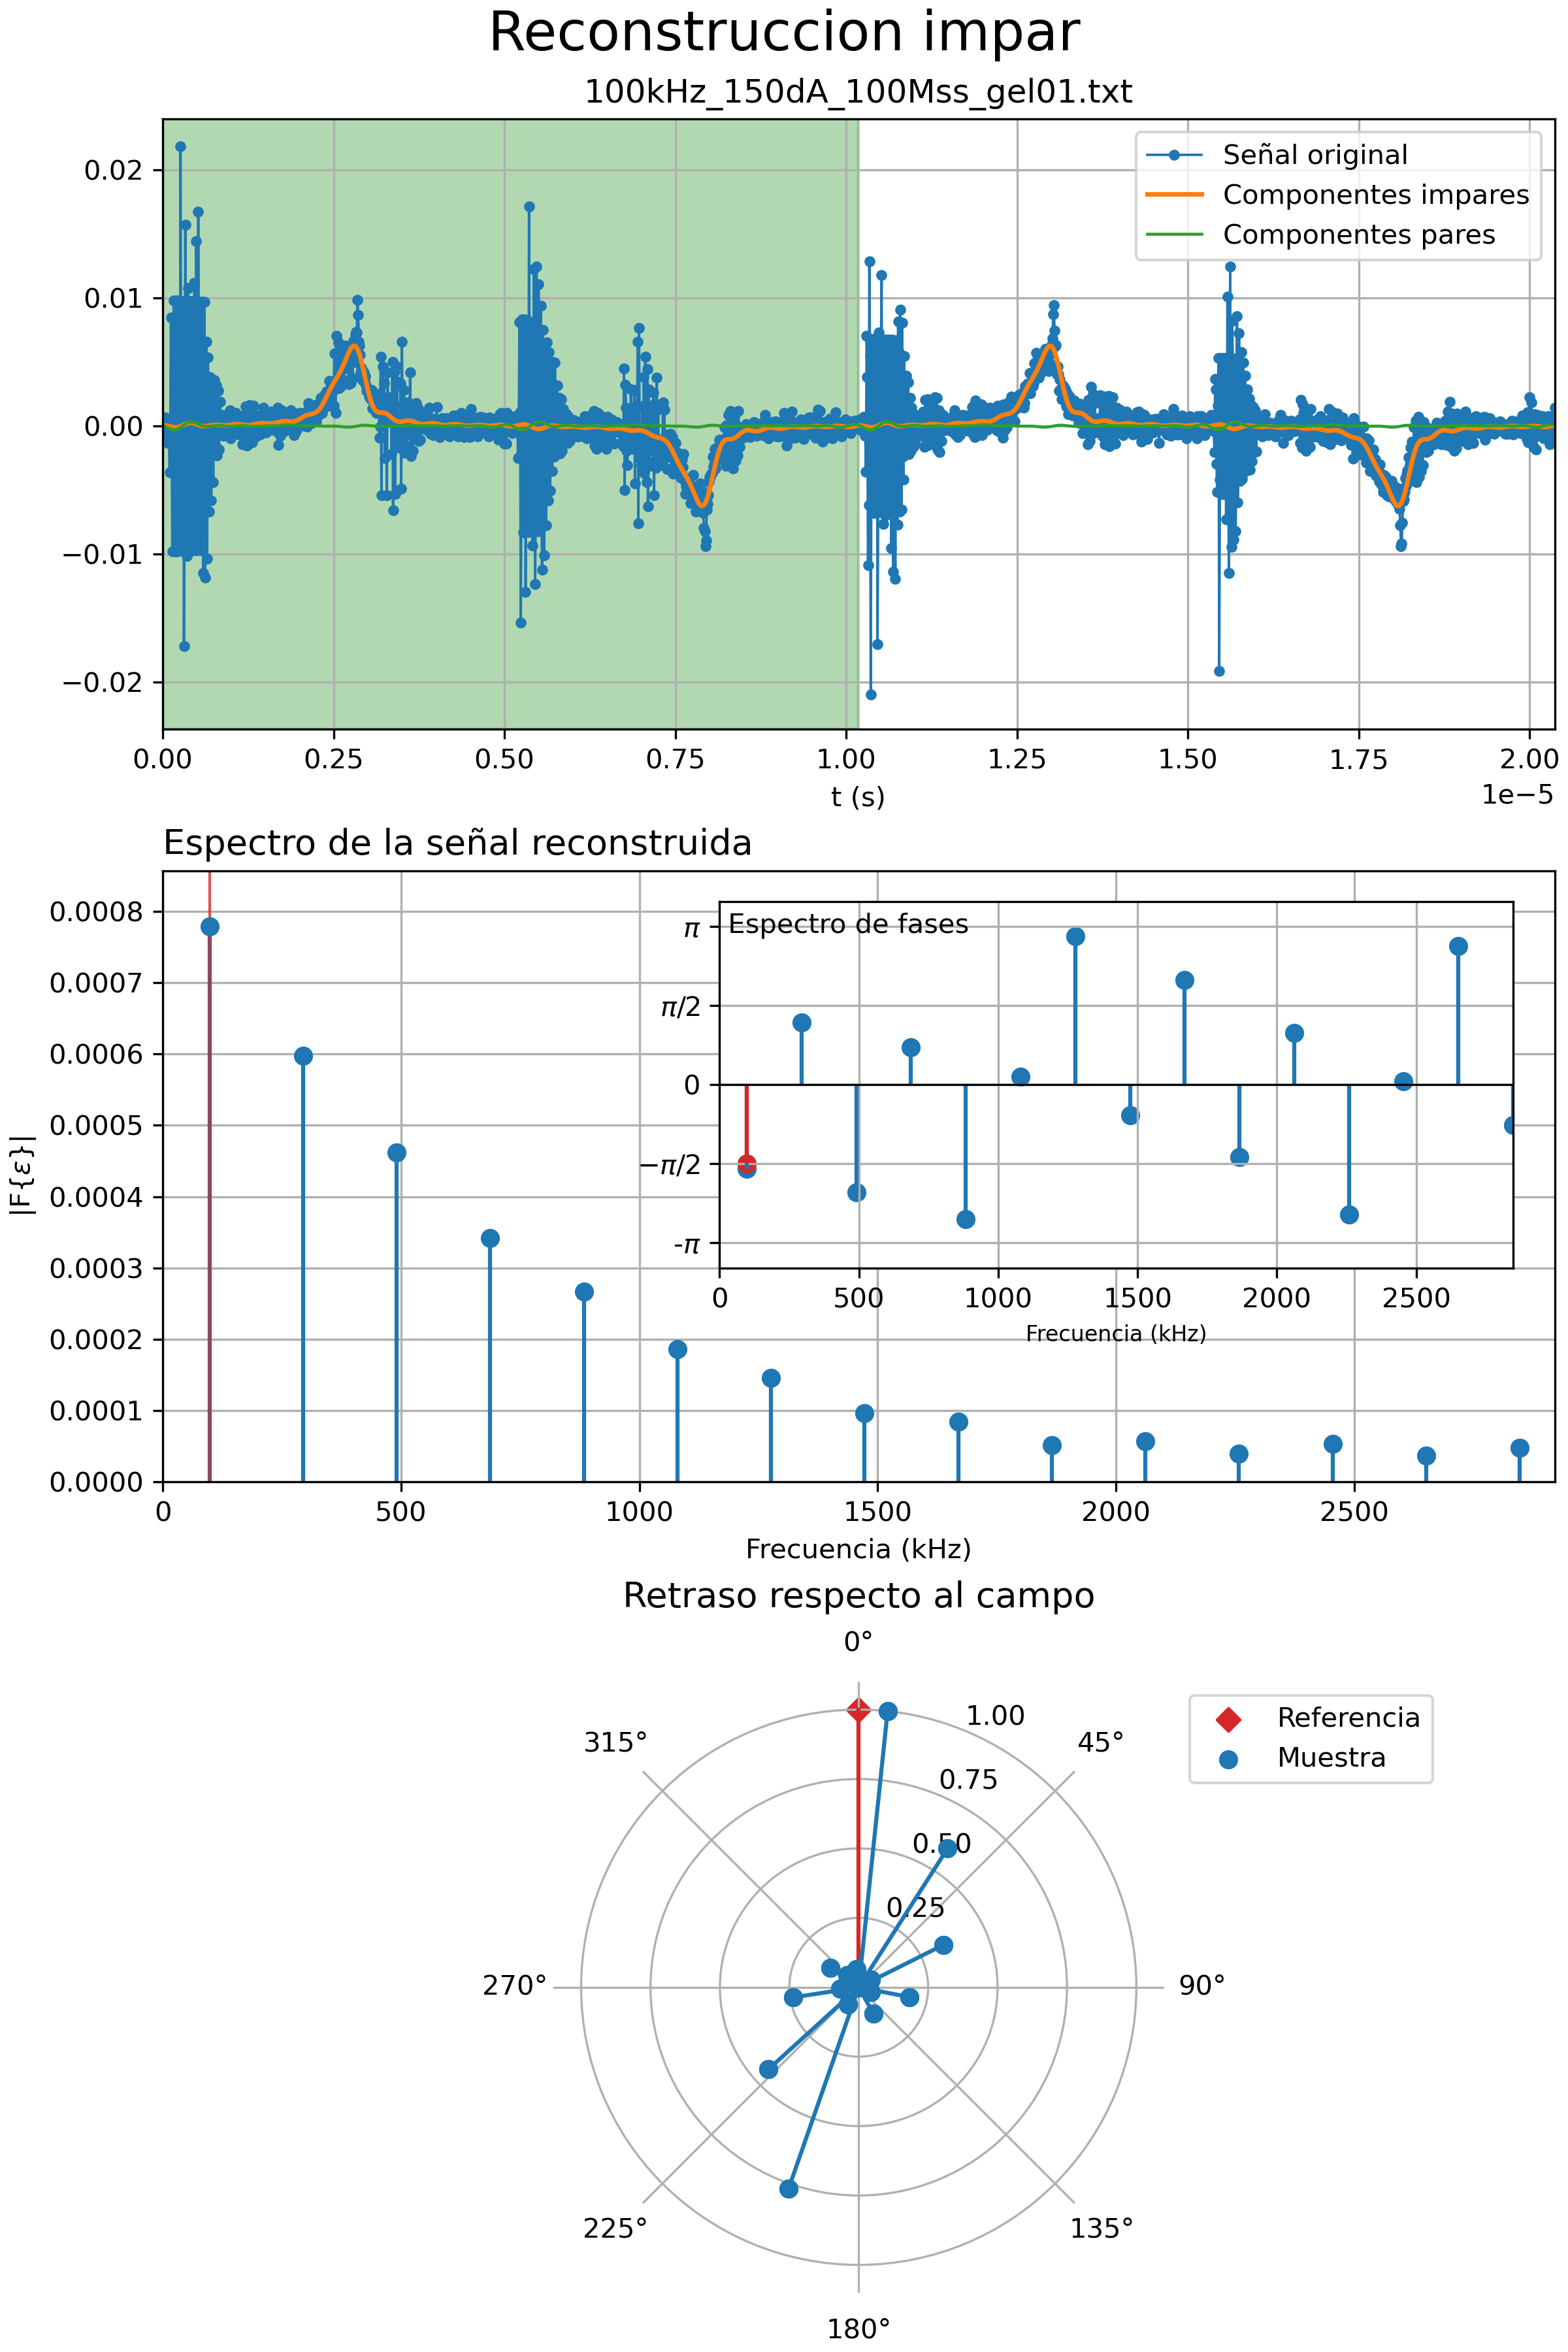 Reconstruccion impar
100kHz_150dA_100Mss_gel01.txt
0.02
0.01
0.00
−0.01
−0.02
Señal original
Componentes impares
Componentes pares
0.00 0.25 0.50 0.75 1.00 1.25 1.50 1.75 2.00
t (s)
1e−5
Espectro de la señal reconstruida
|F{ε}|
0.0008
0.0007
0.0006
0.0005
0.0004
0.0003
0.0002
0.0001
0.0000
Espectro de fases
π
π/2
0
−π/2
-π
0 500 1000 1500 2000 2500
Frecuencia (kHz)
0 500 1000 1500 2000 2500
Frecuencia (kHz)
Retraso respecto al campo
0°
315°
45°
1.00
0.75
0.50
0.25
270°
90°
225°
135°
180°
Referencia
Muestra